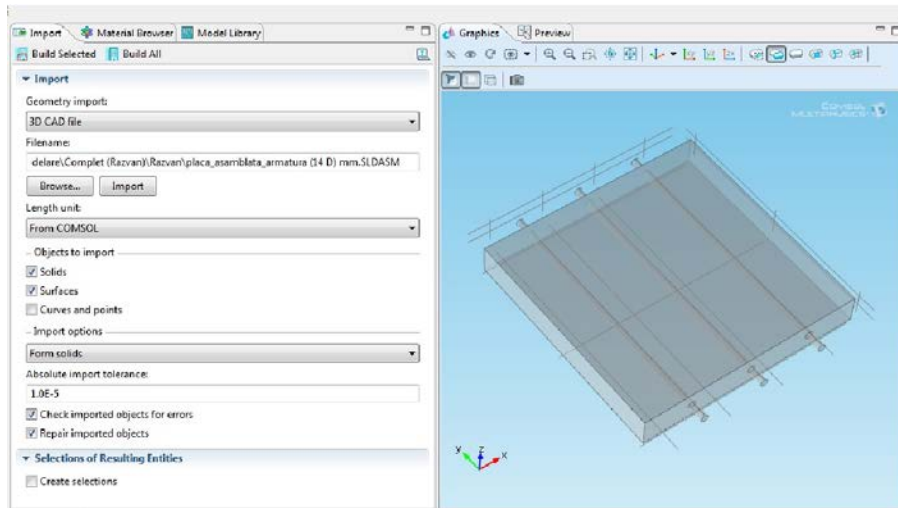 Import Material Browser Model Library
Build Selected Build All
Import
Geometry import:
3D CAD file
Filename:
delare\Complet (Razvan)\Razvan\placa_asamblata_armatura (14 D) mm.SLDASM
Browse... Import
Length unit:
From COMSOL
Objects to import
Solids
Surfaces
Curves and points
Import options
Form solids
Absolute import tolerance:
1.0E-5
Check imported objects for errors
Repair imported objects
Selections of Resulting Entities
Create selections
Graphics Preview
COMSOL
MULTIPHYSICS
y z x